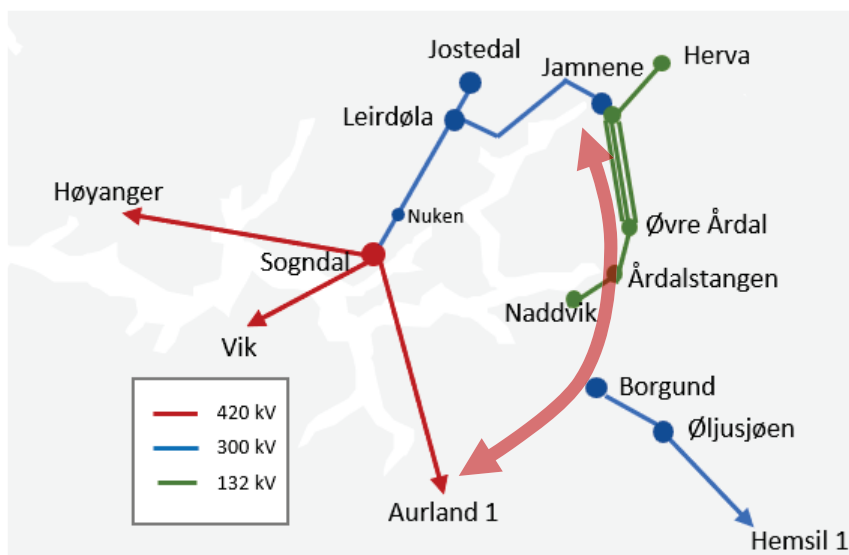 Jostedal
Jamnene
Herva
Leirdøla
Høyanger
Nuken
Øvre Årdal
Sogndal
Årdalstangen
Naddvik
Vik
Borgund
Øljusjøen
420 kV
300 kV
132 kV
Aurland 1
Hemsil 1